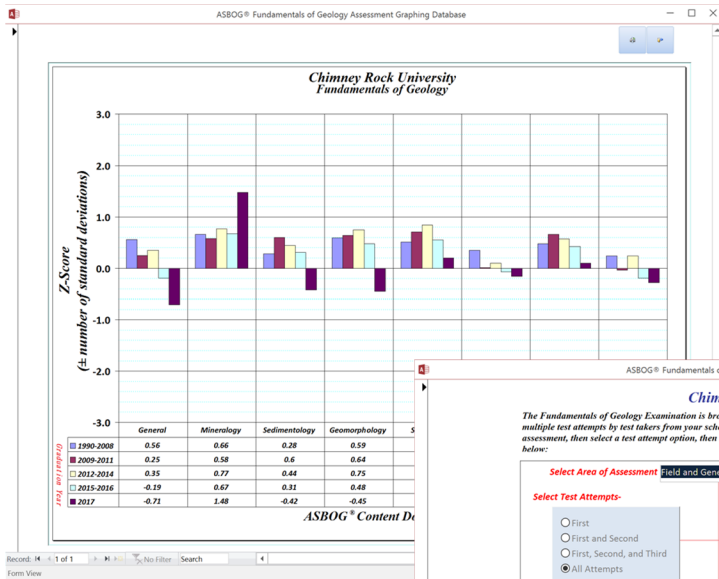 ASBOG® Fundamentals of Geology Assessment Graphing Database
Chimney Rock University
Fundamentals of Geology
3.0
2.0
1.0
0.0
-1.0
-2.0
-3.0
Z-Score
(± number of standard deviations)
General Mineralogy Sedimentology Geomorphology S
Graduation Year
1990-2008 0.56 0.66 0.28 0.59
2009-2011 0.25 0.58 0.6 0.64
2012-2014 0.35 0.77 0.44 0.75
2015-2016 -0.19 0.67 0.31 0.48
2017 -0.71 1.48 -0.42 -0.45
ASBOG® Content Do
Record: 1 of 1 No Filter Search
Form View
ASBOG® Fundamentals o
Chim
The Fundamentals of Geology Examination is bro
multiple test attempts by test takers from your sch
assessment, then select a test attempt option, then
below:
Select Area of Assessment Field and Gene
Select Test Attempts-
First
First and Second
First, Second, and Third
All Attempts